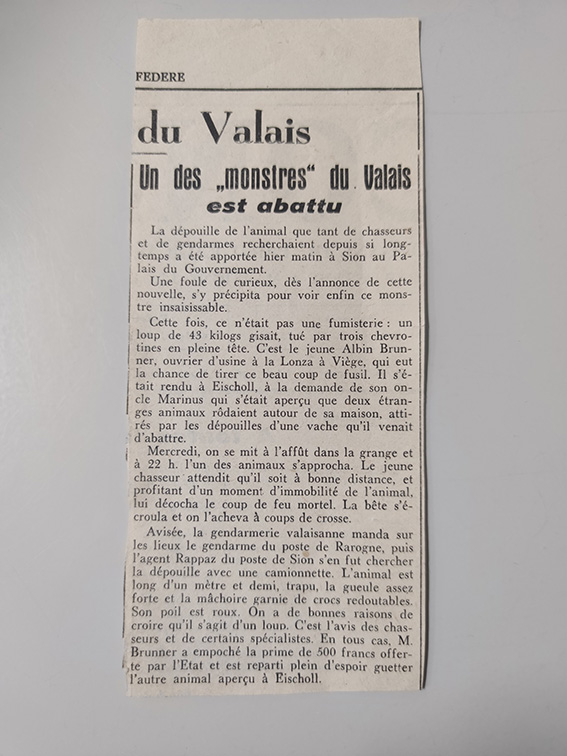 FEDERE
du Valais
Un des „monstres“ du Valais
est abattu
La dépouille de l'animal que tant de chasseurs
et de gendarmes recherchaient depuis si long-
temps a été apportée hier matin à Sion au Pa-
lais du Gouvernement.
Une foule de curieux, dès l'annonce de cette
nouvelle, s'y précipita pour voir enfin ce mons-
tre insaisissable.
Cette fois, ce n'était pas une fumisterie : un
loup de 43 kilogs gisait, tué par trois chevro-
tines en pleine tête. C'est le jeune Albin Brun-
ner, ouvrier d'usine à la Lonza à Viège, qui eut
la chance de tirer ce beau coup de fusil. Il s'é-
tait rendu à Eischoll, à la demande de son on-
cle Marinus qui s'était aperçu que deux étran-
ges animaux rôdaient autour de sa maison, atti-
rés par les dépouilles d'une vache qu'il venait
d'abattre.
Mercredi, on se mit à l'affût dans la grange et
à 22 h. l'un des animaux s'approcha. Le jeune
chasseur attendit qu'il soit à bonne distance, et
profitant d'un moment d'immobilité de l'animal,
lui décocha le coup de feu mortel. La bête s'é-
croula et on l'acheva à coups de crosse.
Avisée, la gendarmerie valaisanne manda sur
les lieux le gendarme du poste de Rarogne, puis
l'agent Rappaz du poste de Sion s'en fut chercher
la dépouille avec une camionnette. L'animal est
long d'un mètre et demi, trapu, la gueule assez
forte et la mâchoire garnie de crocs redoutables.
Son poil est roux. On a de bonnes raisons de
croire qu'il s'agit d'un loup. C'est l'avis des chas-
seurs et de certains spécialistes. En tous cas, M.
Brunner a empoché la prime de 500 francs offer-
te par l'Etat et est reparti plein d'espoir guetter
l'autre animal aperçu à Eischoll.